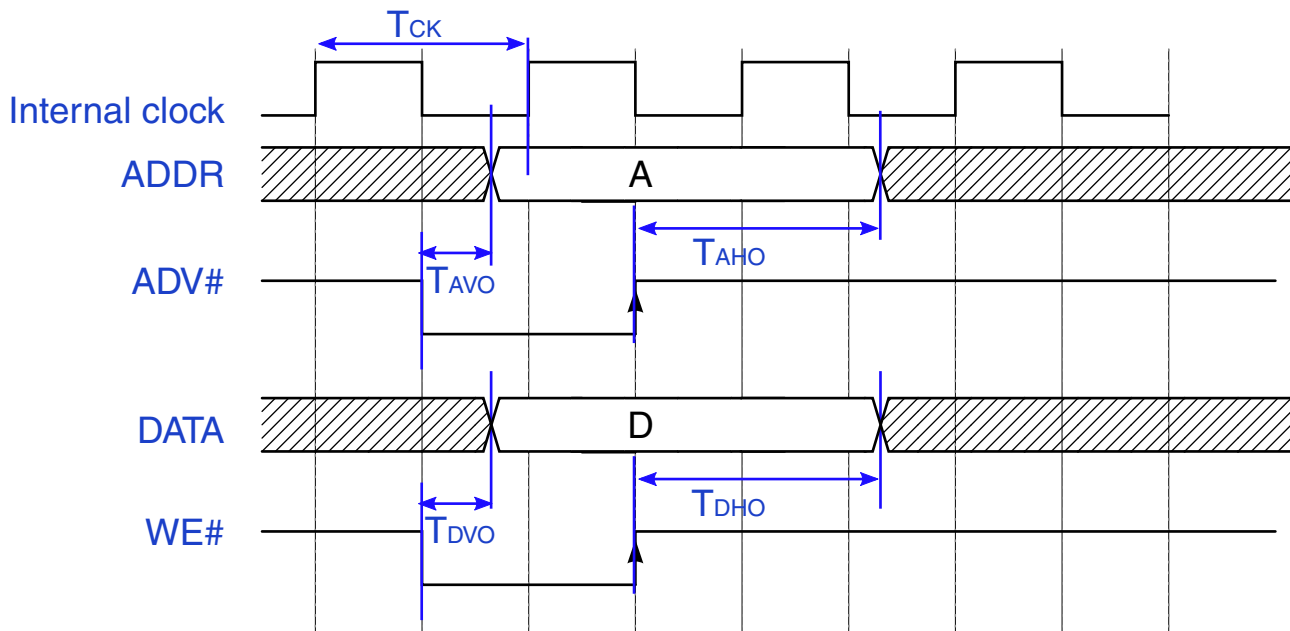 TCK
Internal clock
ADDR
A
TAHO
ADV#
TAVO
DATA
D
TDHO
WE#
TDVO